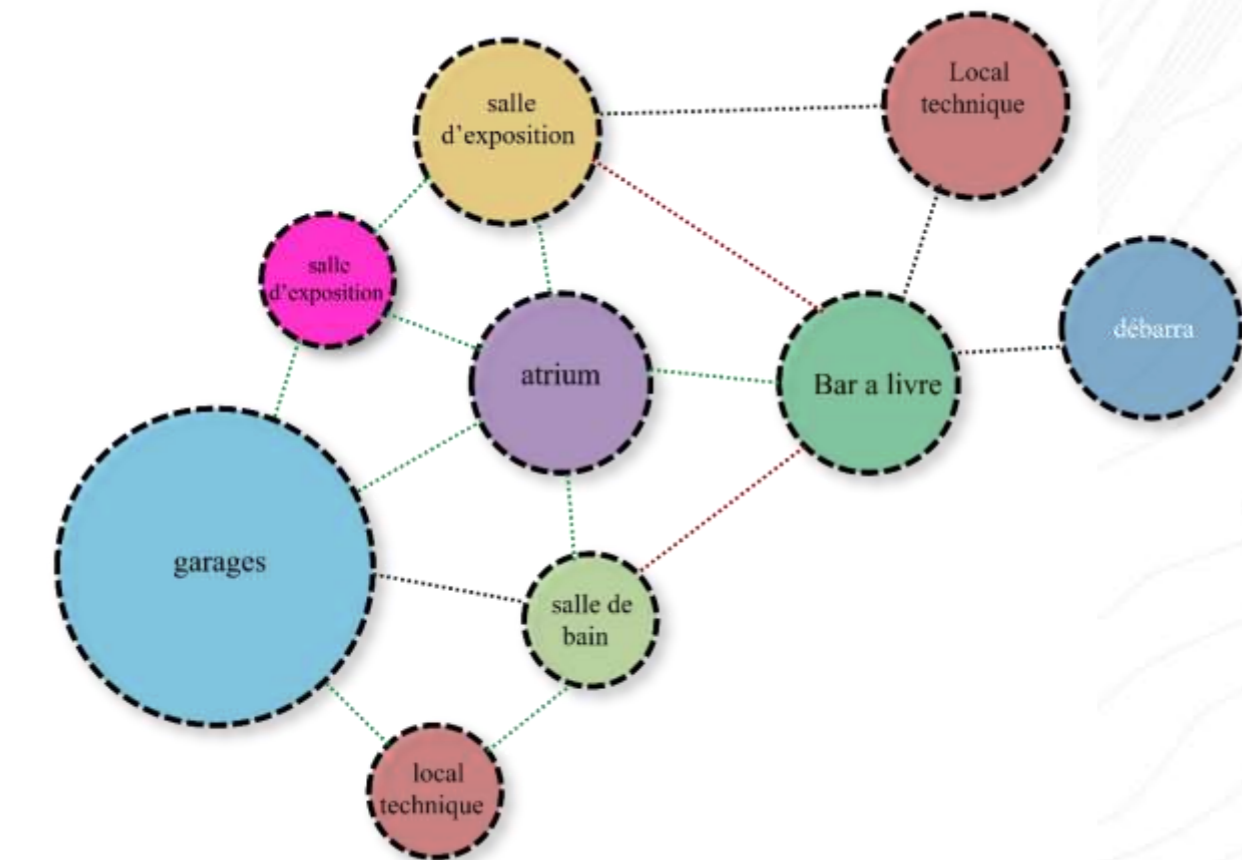 Local
technique
salle
d’exposition
salle
d’exposition
débarra
atrium
Bar a livre
garages
salle de
bain
local
technique